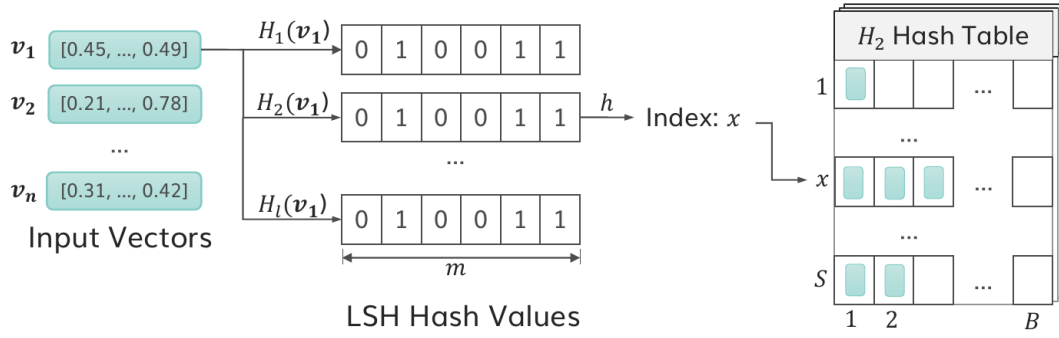 v₁ [0.45, ..., 0.49]
v₂ [0.21, ..., 0.78]
...
vₙ [0.31, ..., 0.42]
Input Vectors
H₁(v₁) 0 1 0 0 1 1
H₂(v₁) 0 1 0 0 1 1
...
Hₗ(v₁) 0 1 0 0 1 1
m
LSH Hash Values
h
Index: x
H₂ Hash Table
1 ...
...
x ...
...
S ...
1 2 B